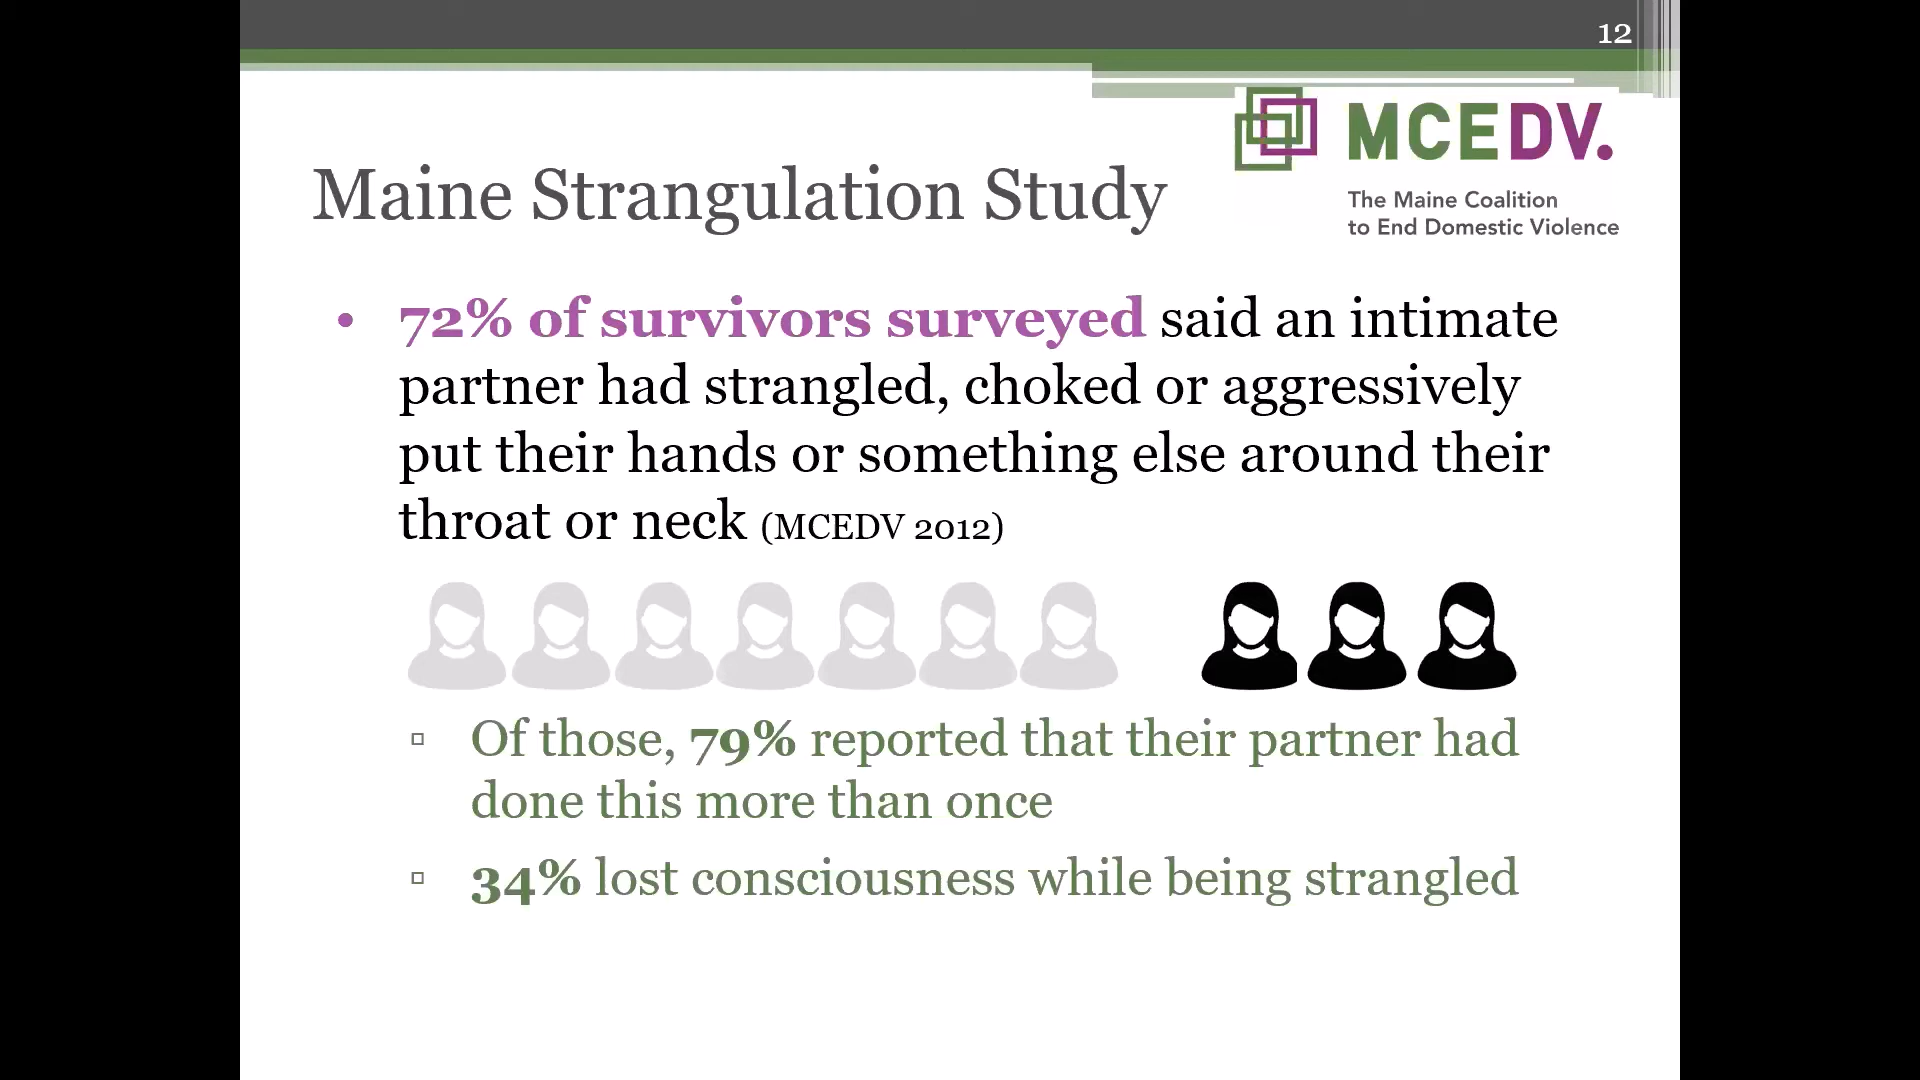 12
MCEDV.
The Maine Coalition
to End Domestic Violence
Maine Strangulation Study
• 72% of survivors surveyed said an intimate
partner had strangled, choked or aggressively
put their hands or something else around their
throat or neck (MCEDV 2012)
▫ Of those, 79% reported that their partner had
done this more than once
▫ 34% lost consciousness while being strangled